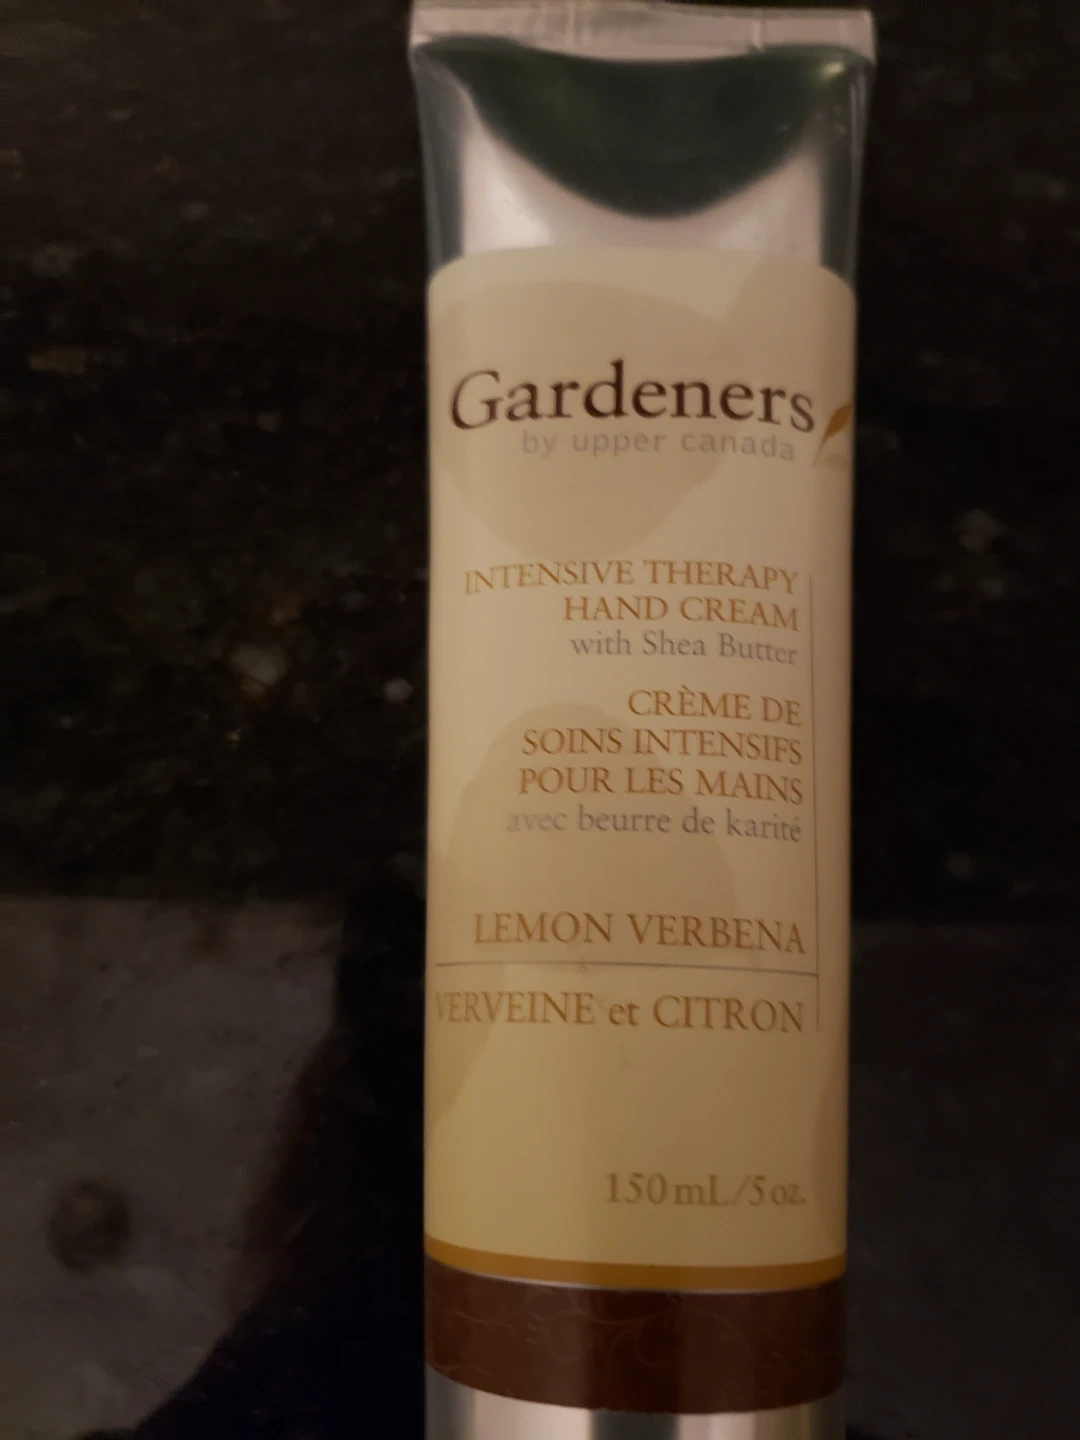 Gardeners
by upper canada
INTENSIVE THERAPY
HAND CREAM
with Shea Butter
CRÈME DE
SOINS INTENSIFS
POUR LES MAINS
avec beurre de karité
LEMON VERBENA
VERVEINE et CITRON
150 mL/5 oz.